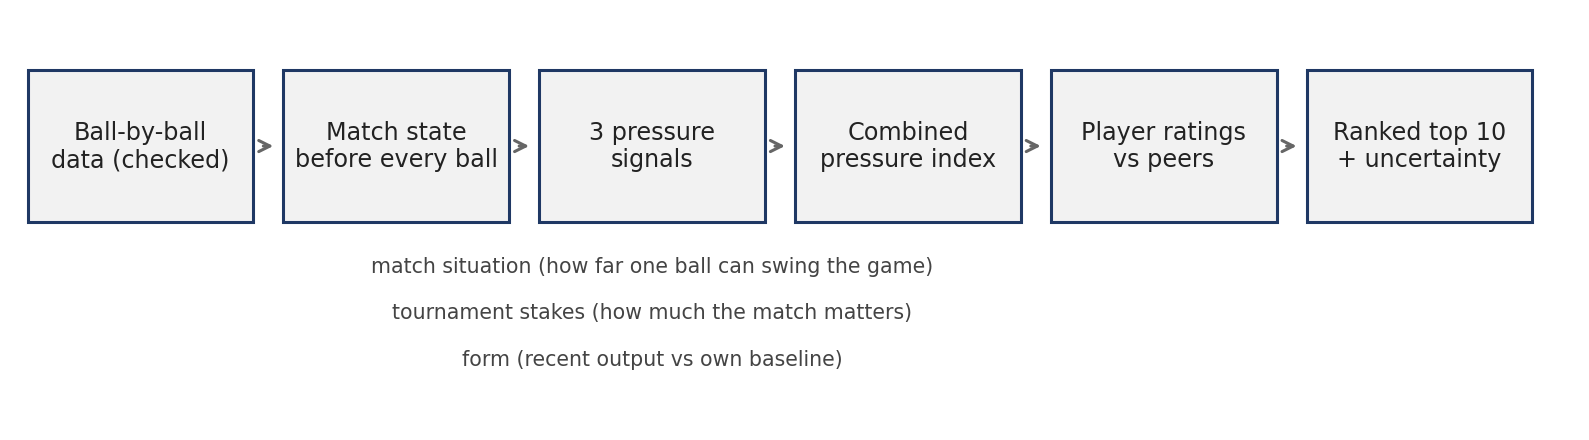 Ball-by-ball
data (checked)
Match state
before every ball
3 pressure
signals
Combined
pressure index
Player ratings
vs peers
Ranked top 10
+ uncertainty
match situation (how far one ball can swing the game)
tournament stakes (how much the match matters)
form (recent output vs own baseline)